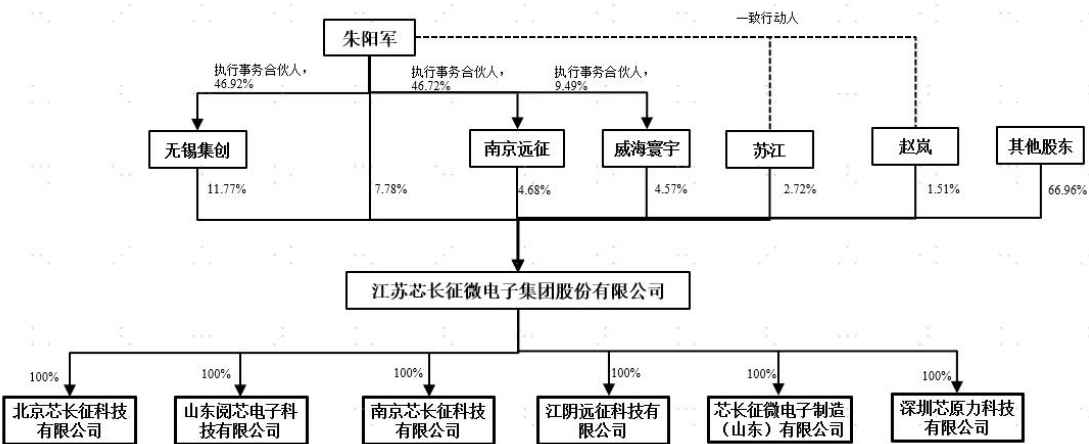 一致行动人
朱阳军
执行事务合伙人，
46.92%
执行事务合伙人，
46.72%
执行事务合伙人，
9.49%
无锡集创
南京远征
威海寰宇
苏江
赵岚
其他股东
11.77%
7.78%
4.68%
4.57%
2.72%
1.51%
66.96%
江苏芯长征微电子集团股份有限公司
100%
100%
100%
100%
100%
100%
北京芯长征科技
有限公司
山东阅芯电子科
技有限公司
南京芯长征科技
有限公司
江阴远征科技有
限公司
芯长征微电子制造
（山东）有限公司
深圳芯原力科技
有限公司